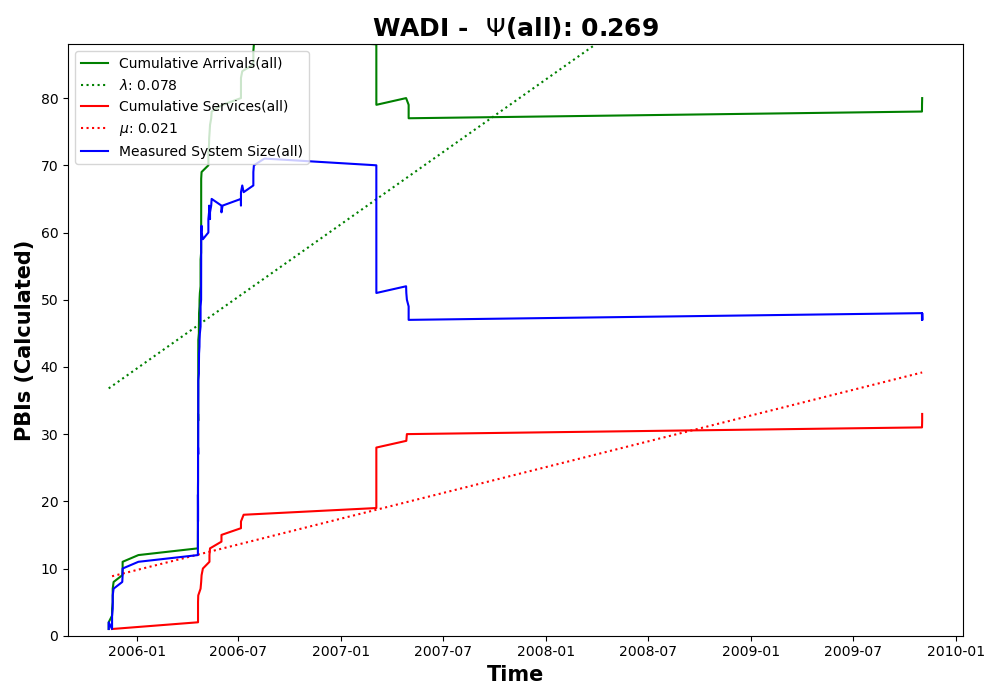 WADI - Ψ(all): 0.269
Cumulative Arrivals(all)
λ: 0.078
Cumulative Services(all)
μ: 0.021
Measured System Size(all)
PBIs (Calculated)
80
70
60
50
40
30
20
10
0
2006-01 2006-07 2007-01 2007-07 2008-01 2008-07 2009-01 2009-07 2010-01
Time